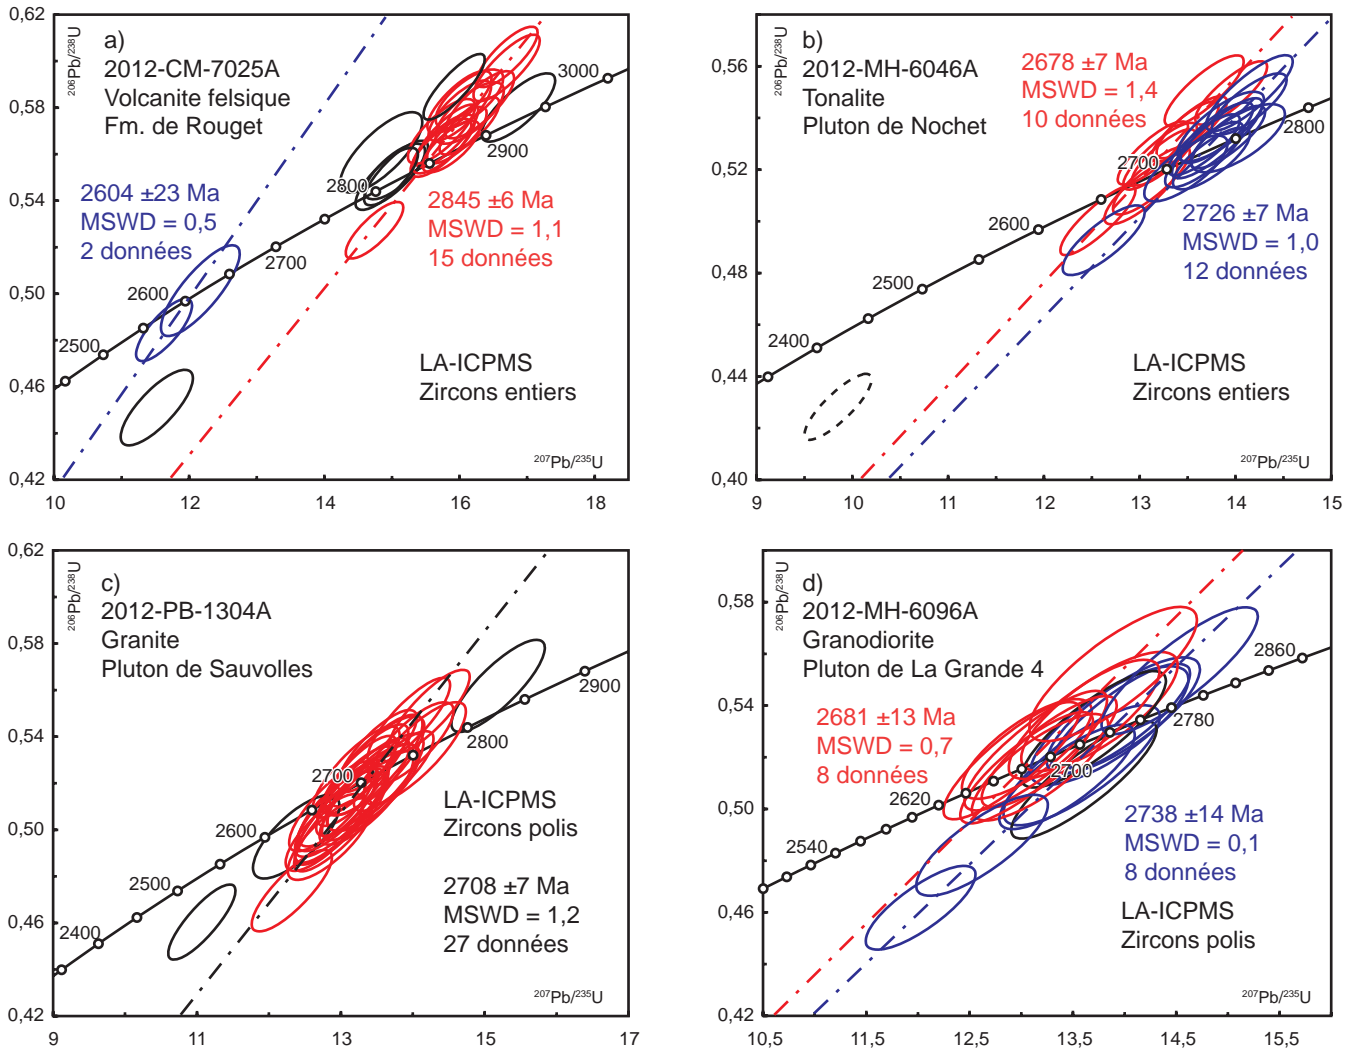 a)
2012-CM-7025A
Volcanite felsique
Fm. de Rouget
206Pb/238U
0,62
0,58
0,54
0,50
0,46
0,42
3000
2900
2800
2700
2600
2500
2604 ±23 Ma
MSWD = 0,5
2 données
2845 ±6 Ma
MSWD = 1,1
15 données
LA-ICPMS
Zircons entiers
207Pb/235U
10
12
14
16
18
b)
2012-MH-6046A
Tonalite
Pluton de Nochet
206Pb/238U
0,56
0,52
0,48
0,44
0,40
2678 ±7 Ma
MSWD = 1,4
10 données
2800
2700
2600
2500
2400
2726 ±7 Ma
MSWD = 1,0
12 données
LA-ICPMS
Zircons entiers
207Pb/235U
9
10
11
12
13
14
15
c)
2012-PB-1304A
Granite
Pluton de Sauvolles
206Pb/238U
0,62
0,58
0,54
0,50
0,46
0,42
2900
2800
2700
2600
2500
2400
LA-ICPMS
Zircons polis
2708 ±7 Ma
MSWD = 1,2
27 données
207Pb/235U
9
11
13
15
17
d)
2012-MH-6096A
Granodiorite
Pluton de La Grande 4
206Pb/238U
0,58
0,54
0,50
0,46
0,42
2860
2780
2700
2620
2540
2681 ±13 Ma
MSWD = 0,7
8 données
2738 ±14 Ma
MSWD = 0,1
8 données
LA-ICPMS
Zircons polis
207Pb/235U
10,5
11,5
12,5
13,5
14,5
15,5